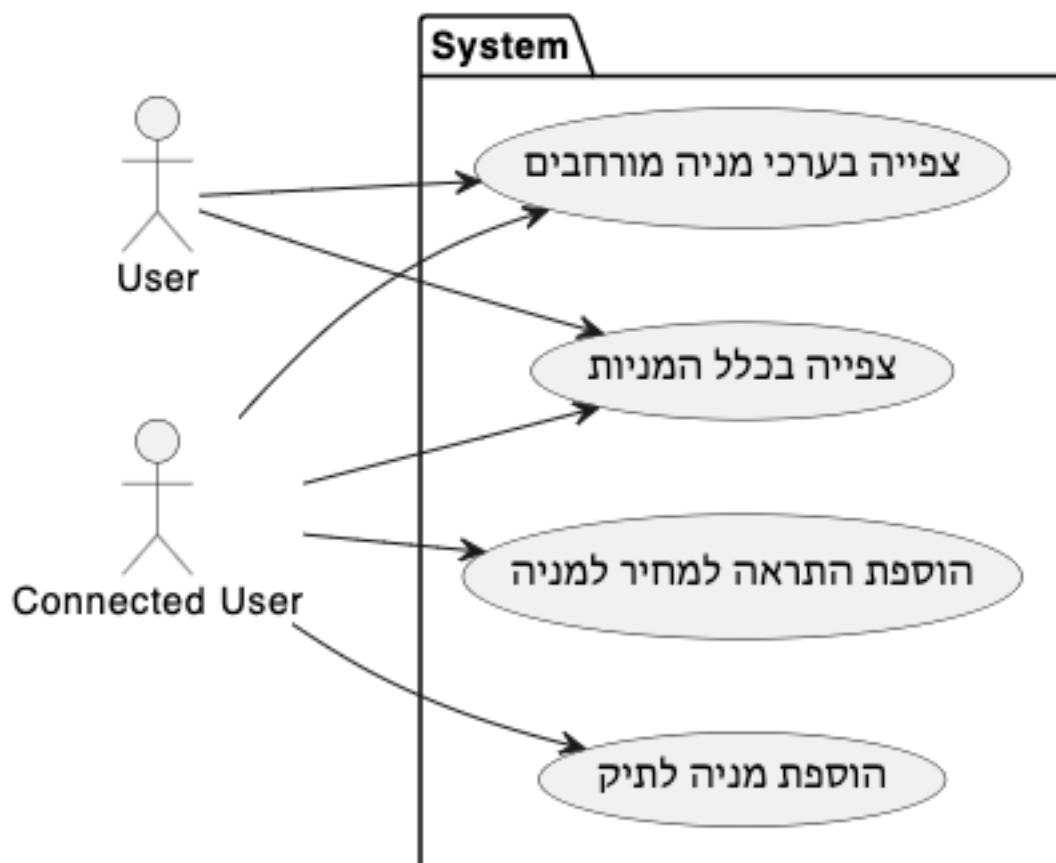 System
צפייה בערכי מניה מורחבים
User
צפייה בכלל המניות
הוספת התראה למחיר למניה
Connected User
הוספת מניה לתיק